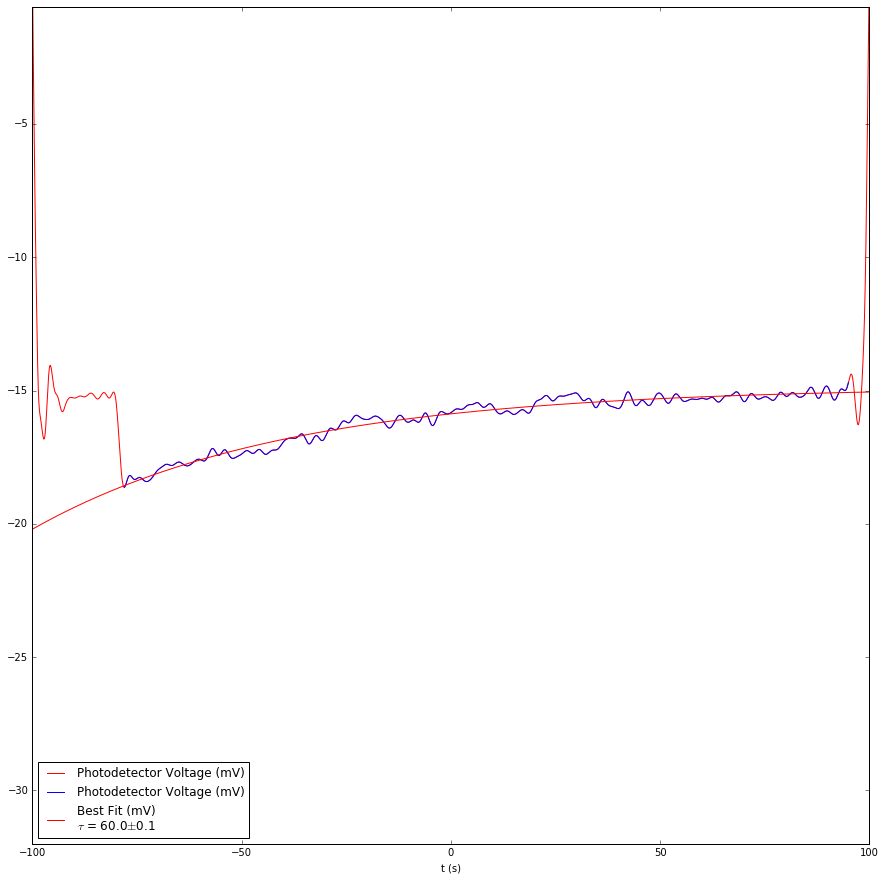 −5
−10
−15
−20
−25
−30
Photodetector Voltage (mV)
Photodetector Voltage (mV)
Best Fit (mV)
τ = 60.0±0.1
−100
−50
0
50
100
t (s)